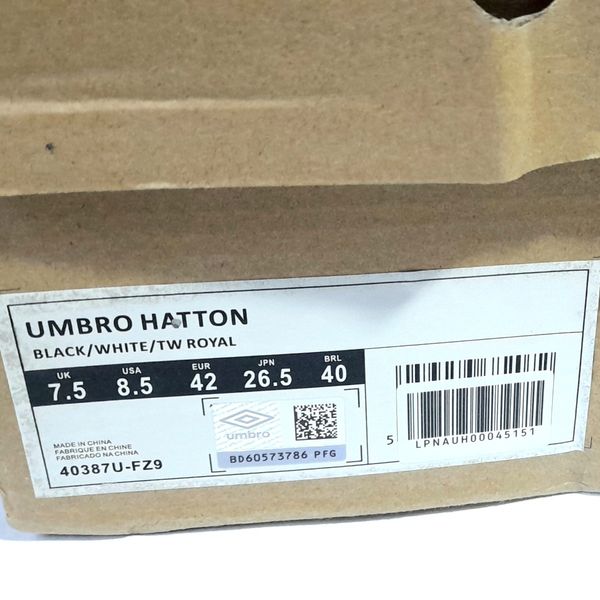 UMBRO HATTON
BLACK/WHITE/TW ROYAL
UK USA EUR JPN BRL
7.5 8.5 42 26.5 40
MADE IN CHINA
FABRIQUE EN CHINE
FABRICADO NA CHINA
40387U-FZ9
umbro
BD60573786 PFG
5
LPNAUH00045151